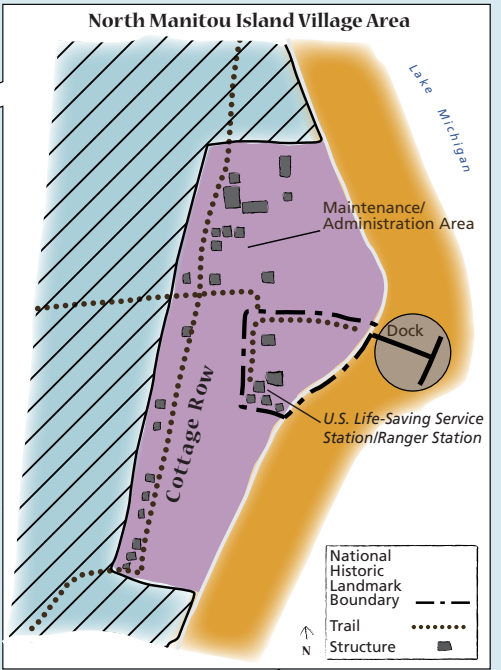 North Manitou Island Village Area
Lake Michigan
Maintenance/
Administration Area
Dock
Cottage Row
U.S. Life-Saving Service
Station/Ranger Station
National
Historic
Landmark
Boundary
Trail
Structure
N